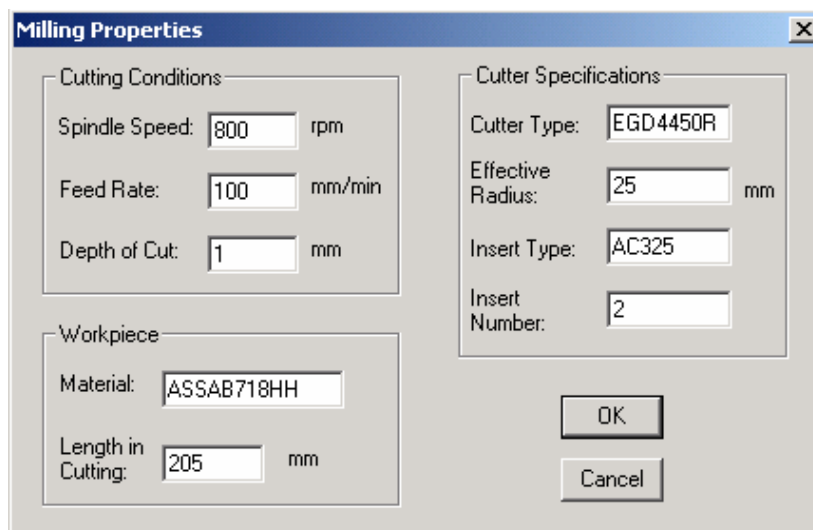 Milling Properties
Cutting Conditions
Spindle Speed: 800 rpm
Feed Rate: 100 mm/min
Depth of Cut: 1 mm
Workpiece
Material: ASSAB718HH
Length in
Cutting: 205 mm
Cutter Specifications
Cutter Type: EGD4450R
Effective
Radius: 25 mm
Insert Type: AC325
Insert
Number: 2
OK
Cancel